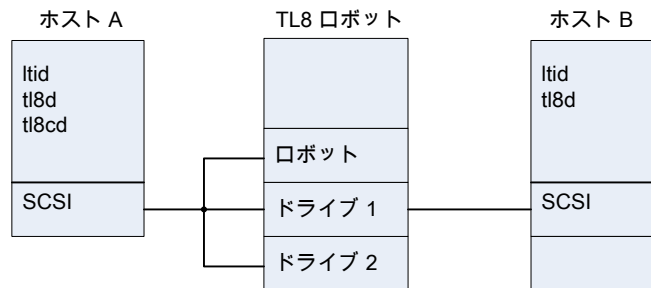 ホスト A
ltid
tl8d
tl8cd
SCSI
TL8 ロボット
ロボット
ドライブ 1
ドライブ 2
ホスト B
ltid
tl8d
SCSI